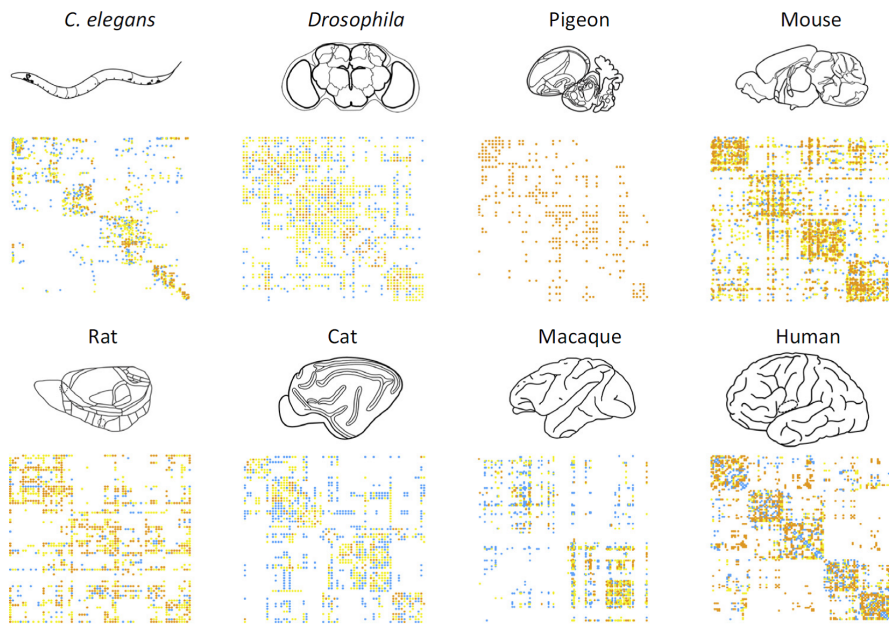 C. elegans
Drosophila
Pigeon
Mouse
Rat
Cat
Macaque
Human